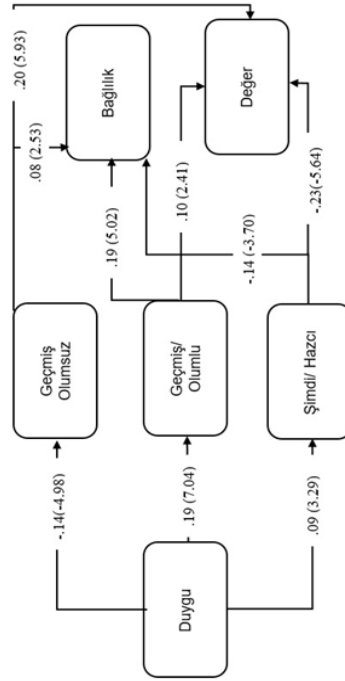 Duygu
-.14(-4.98)
.19 (7.04)
.09 (3.29)
Geçmiş
Olumsuz
Geçmiş/
Olumlu
Şimdi/ Hazcı
.20 (5.93)
.08 (2.53)
.19 (5.02)
.10 (2.41)
-.14 (-3.70)
-.23(-5.64)
Bağlılık
Değer